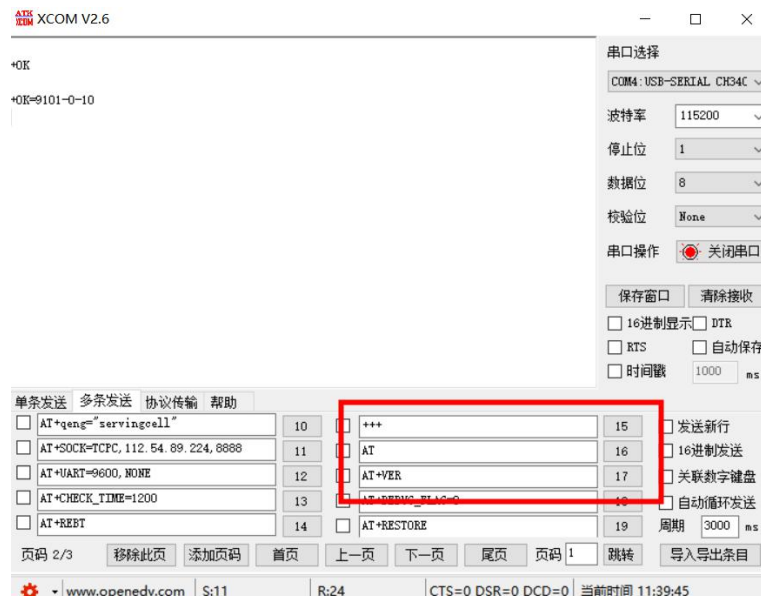 ATK XCOM XCOM V2.6
+OK
+OK=9101-0-10
串口选择
COM4:USB-SERIAL CH340
波特率 115200
停止位 1
数据位 8
校验位 None
串口操作 关闭串口
保存窗口 清除接收
16进制显示 DTR
RTS 自动保存
时间戳 1000 ms
单条发送 多条发送 协议传输 帮助
AT+qeng="servingcell" 10 +++ 15 发送新行
AT+SOCK=TCPC,112.54.89.224,8888 11 AT 16 16进制发送
AT+UART=9600,NONE 12 AT+VER 17 关联数字键盘
AT+CHECK_TIME=1200 13 AT+DEBUG_FLAG=0 18 自动循环发送
AT+REBT 14 AT+RESTORE 19 周期 3000 ms
页码 2/3 移除此页 添加页码 首页 上一页 下一页 尾页 页码 1 跳转 导入导出条目
www.openedv.com S:11 R:24 CTS=0 DSR=0 DCD=0 当前时间 11:39:45